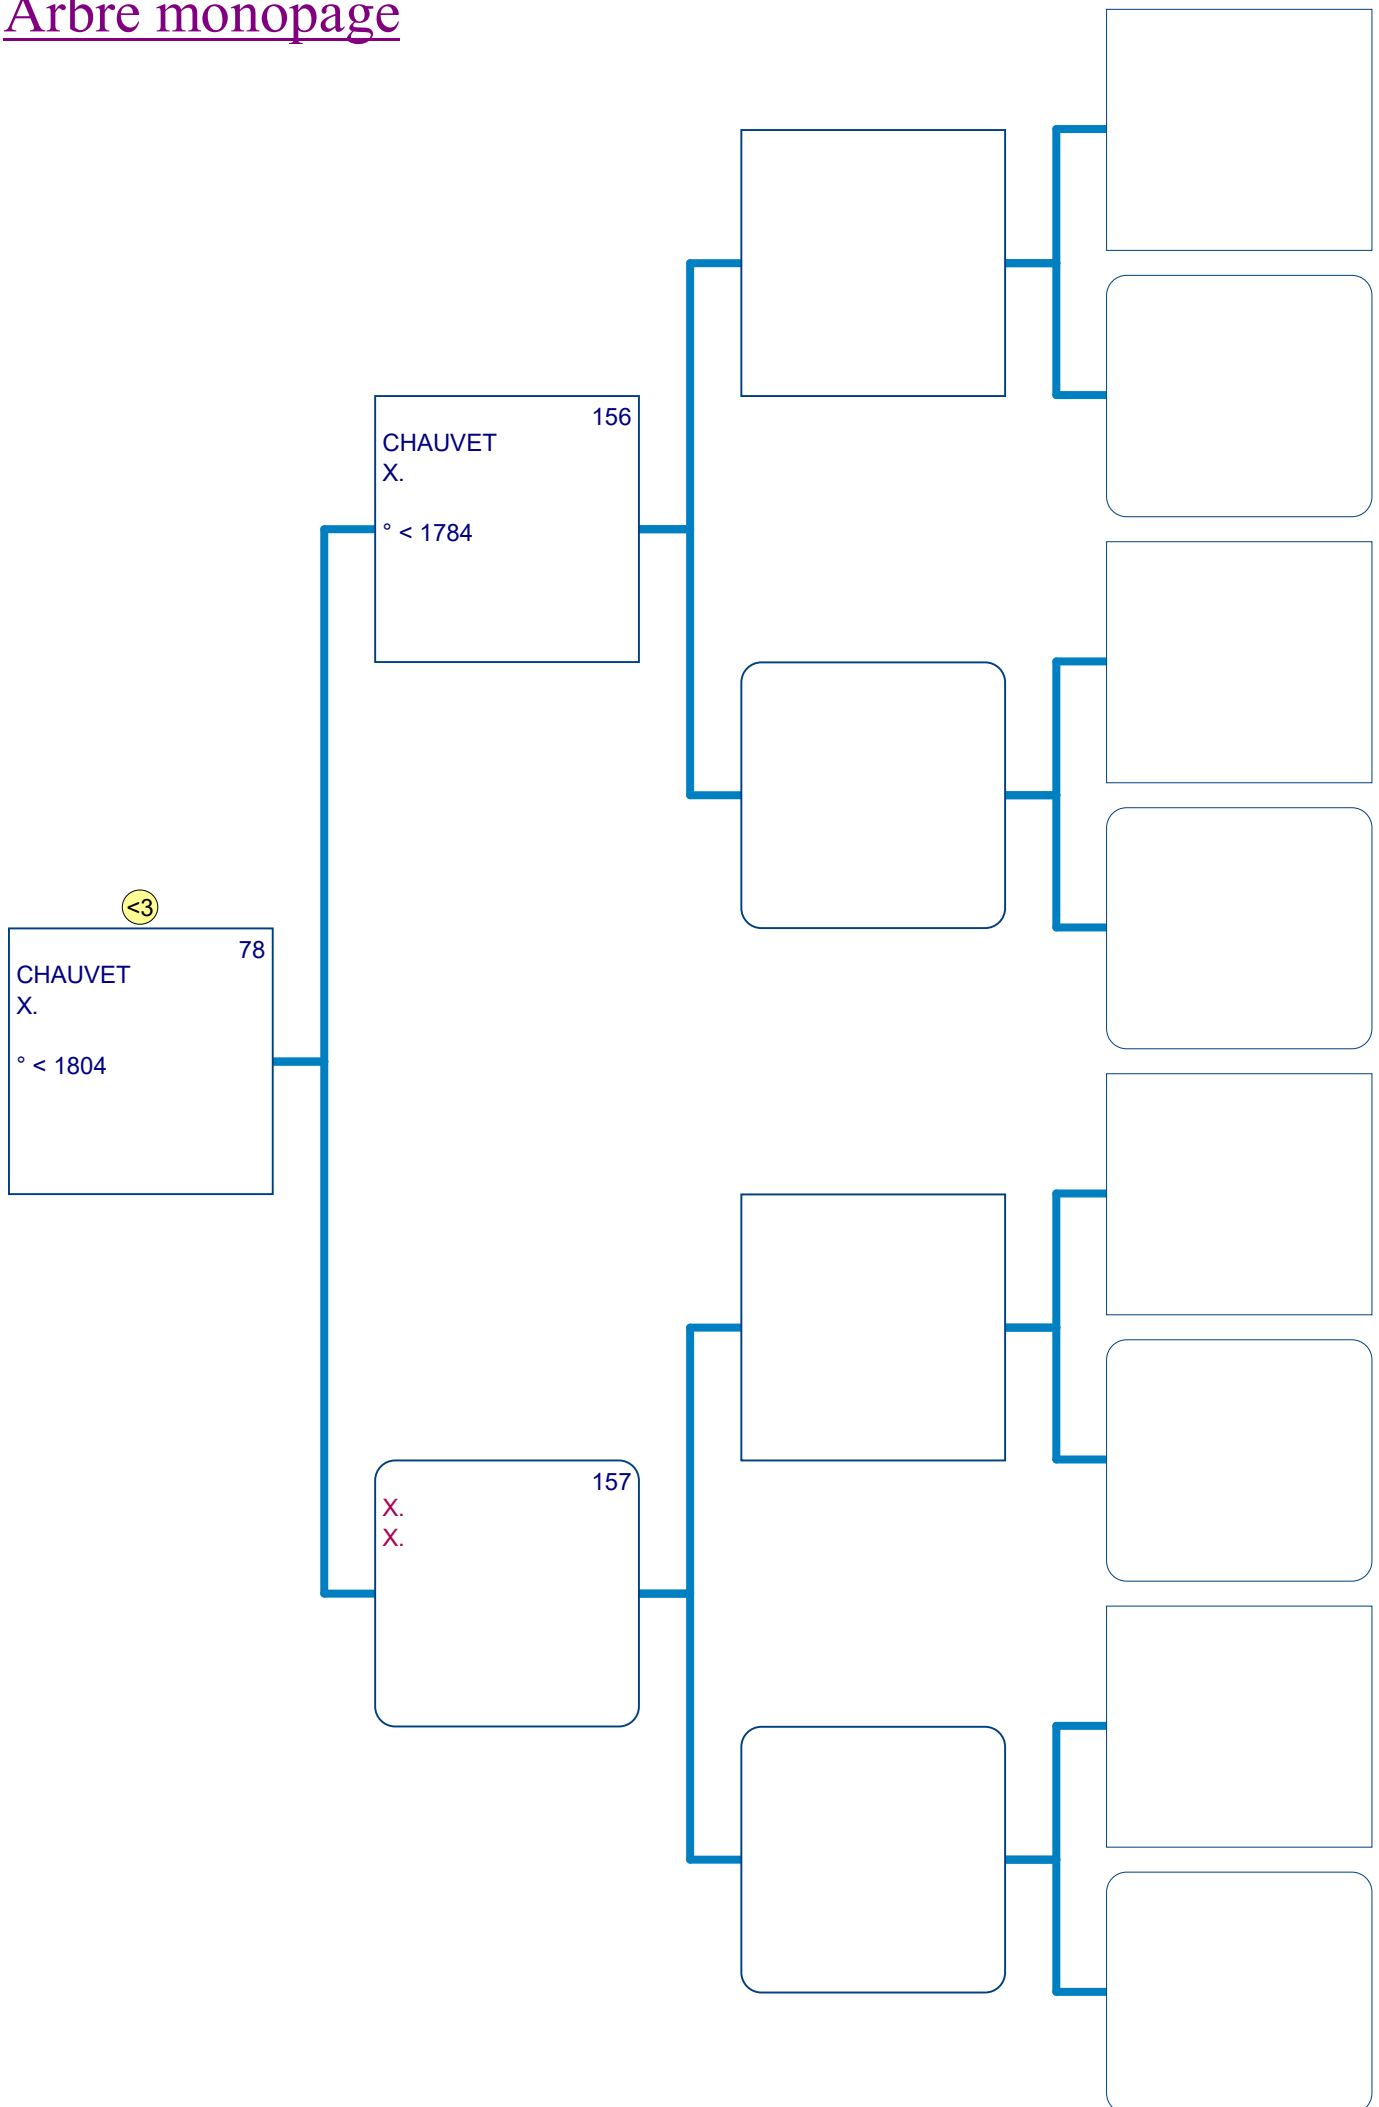 Arbre monopage
156
CHAUVET
X.
° < 1784
<3
78
CHAUVET
X.
° < 1804
157
X.
X.